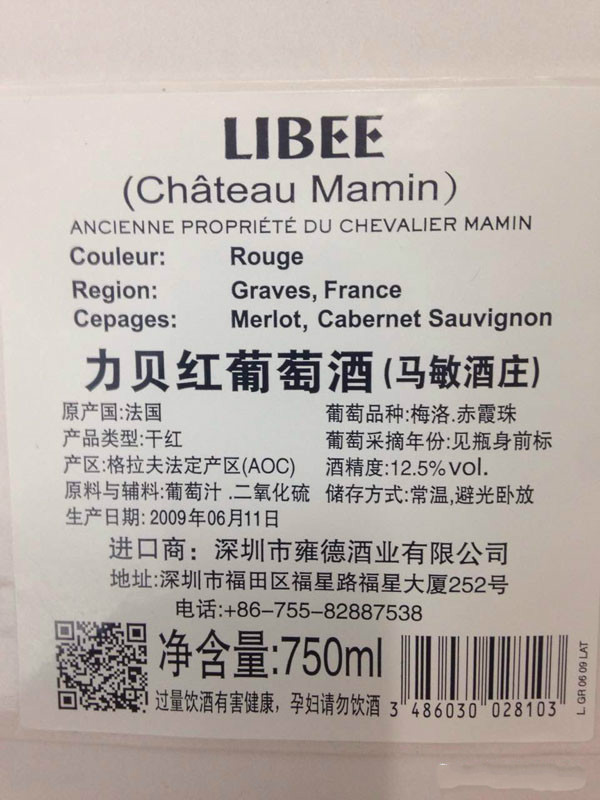 LIBEE
(Château Mamin)
ANCIENNE PROPRIÉTÉ DU CHEVALIER MAMIN
Couleur: Rouge
Region: Graves, France
Cepages: Merlot, Cabernet Sauvignon
力贝红葡萄酒(马敏酒庄)
原产国:法国 葡萄品种:梅洛.赤霞珠
产品类型:干红 葡萄采摘年份:见瓶身前标
产区:格拉夫法定产区(AOC) 酒精度:12.5%vol.
原料与辅料:葡萄汁.二氧化硫 储存方式:常温,避光卧放
生产日期:2009年06月11日
进口商：深圳市雍德酒业有限公司
地址:深圳市福田区福星路福星大厦252号
电话:+86-755-82887538
净含量:750ml
过量饮酒有害健康，孕妇请勿饮酒
3 486030 028103
L GR 06 09 LAT